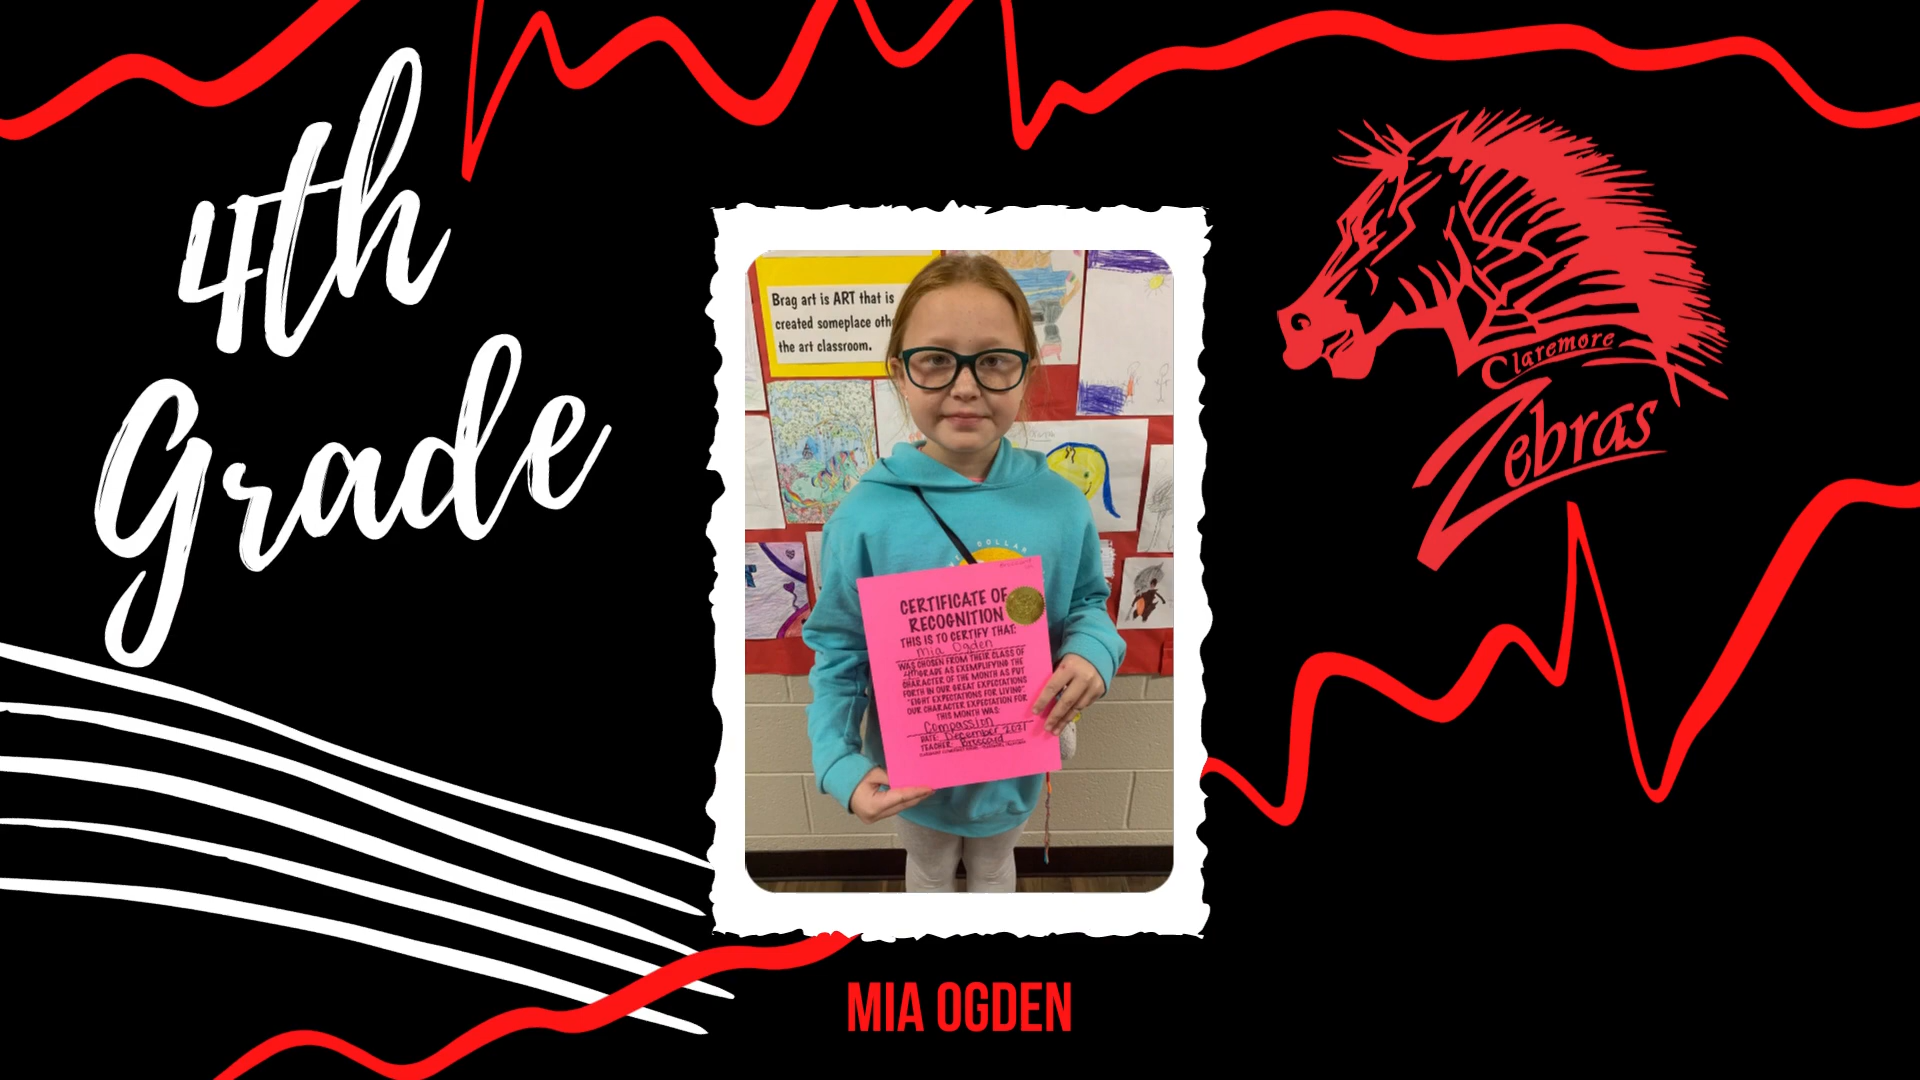 4th
Grade
Claremore
Zebras
Brag art is ART that is
created someplace oth
the art classroom.
DOLLAR
CERTIFICATE OF
RECOGNITION
THIS IS TO CERTIFY THAT:
Mia Ogden
WAS CHOSEN FROM THEIR CLASS OF
4th GRADE AS EXEMPLIFYING THE
CHARACTER OF THE MONTH AS PUT
FORTH IN OUR GREAT EXPECTATIONS
"EIGHT EXPECTATIONS FOR LIVING"
OUR CHARACTER EXPECTATION FOR
THIS MONTH WAS:
Compassion
DATE: December 2021
TEACHER:
MIA OGDEN